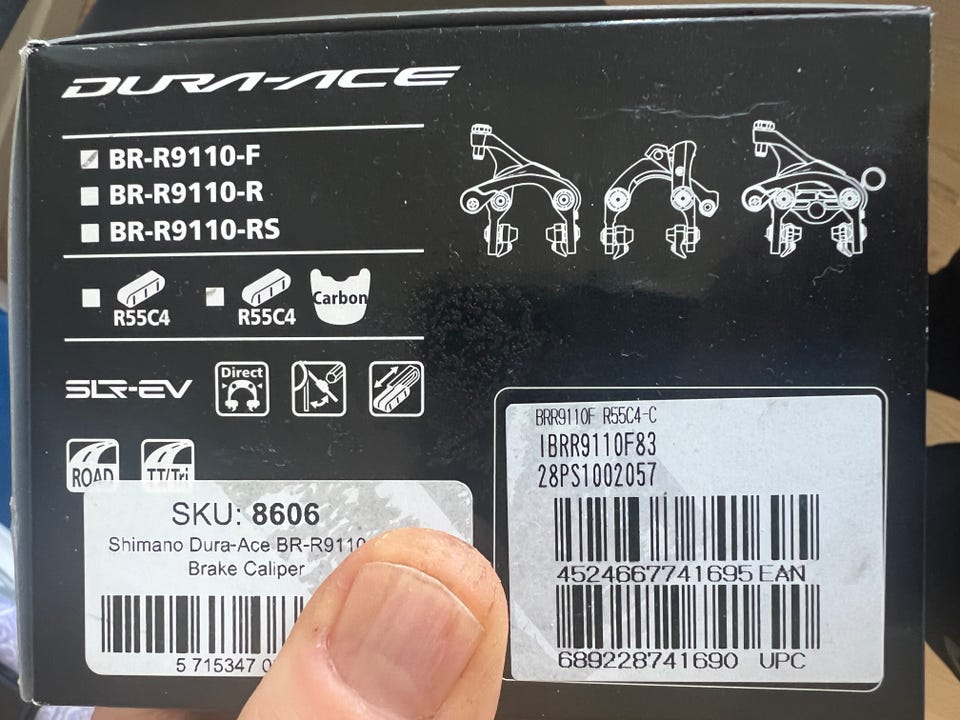 DURA-ACE
BR-R9110-F
BR-R9110-R
BR-R9110-RS
R55C4
R55C4
Carbon
SLR-EV
Direct
ROAD
TT/Tri
SKU: 8606
Shimano Dura-Ace BR-R9110
Brake Caliper
5 715347 0
BRR9110F R55C4-C
IBRR9110F83
28PS1002057
4524667741695 EAN
689228741690 UPC